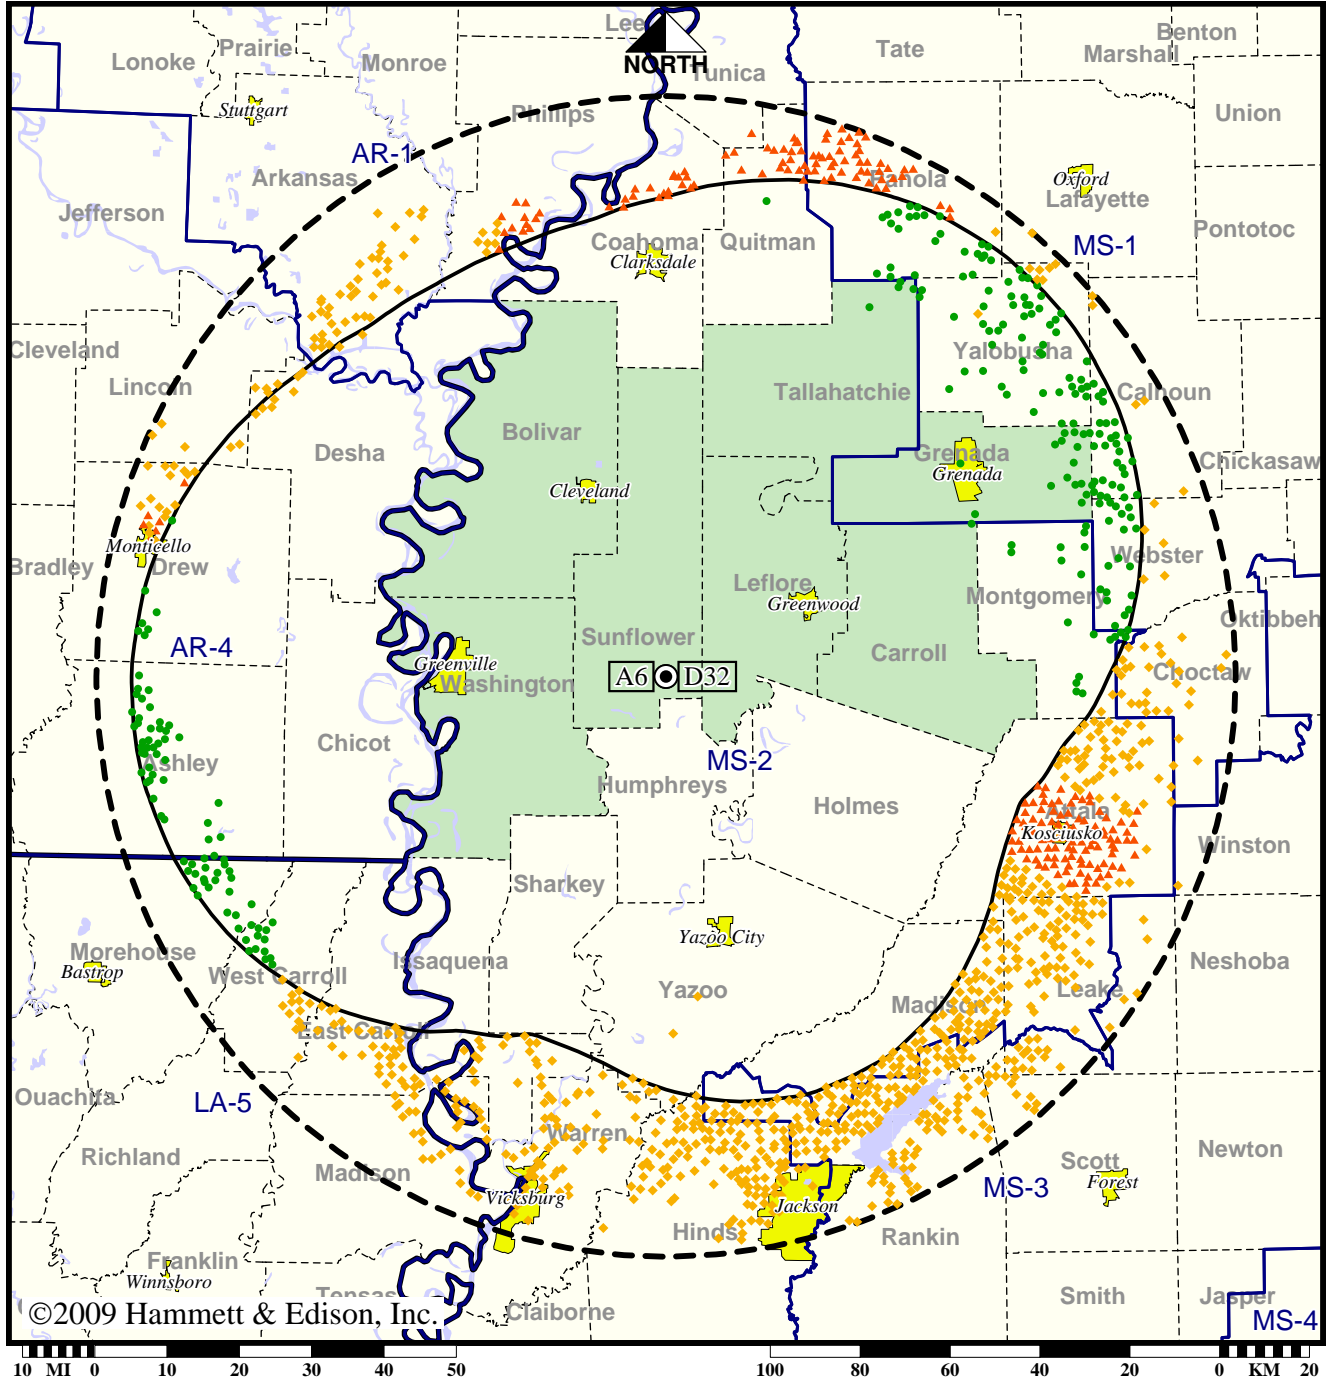 Lee
Benton
Prairie
Tate
Marshall
Lonoke
Monroe
NORTH
Tunica
Stuttgart
Phillips
Union
AR-1
Arkansas
Panola
Oxford
Lafayette
Jefferson
Coahoma
Quitman
MS-1
Pontotoc
Clarksdale
Cleveland
Yalobusha
Lincoln
Tallahatchie
Calhoun
Bolivar
Desha
Grenada
Chickasaw
Grenada
Cleveland
Monticello
Webster
Bradley
Drew
Leflore
Montgomery
Greenwood
Oktibbeh
AR-4
Sunflower
Carroll
Greenville
A6
D32
Choctaw
Washington
Chicot
MS-2
Ashley
Humphreys
Holmes
Attala
Kosciusko
Winston
Sharkey
Yazoo City
Morehouse
Issaquena
Neshoba
Bastrop
West Carroll
Yazoo
Leake
Madison
East Carroll
Ouachita
LA-5
Warren
Newton
Richland
Scott
Madison
Forest
MS-3
Vicksburg
Jackson
Hinds
Rankin
Franklin
Winnsboro
Tensas
Smith
Jasper
©2009 Hammett & Edison, Inc.
Claiborne
MS-4
10 MI 0 10 20 30 40 50
100 80 60 40 20 0 KM 20